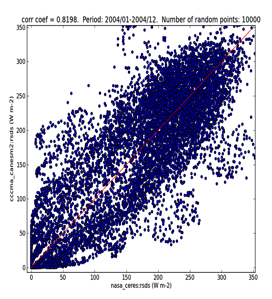 corr coef = 0.8198. Period: 2004/01-2004/12. Number of random points: 10000
350
300
250
200
150
100
50
0
cccma_canesm2:rsds (W m-2)
0 50 100 150 200 250 300 350
nasa_ceres:rsds (W m-2)